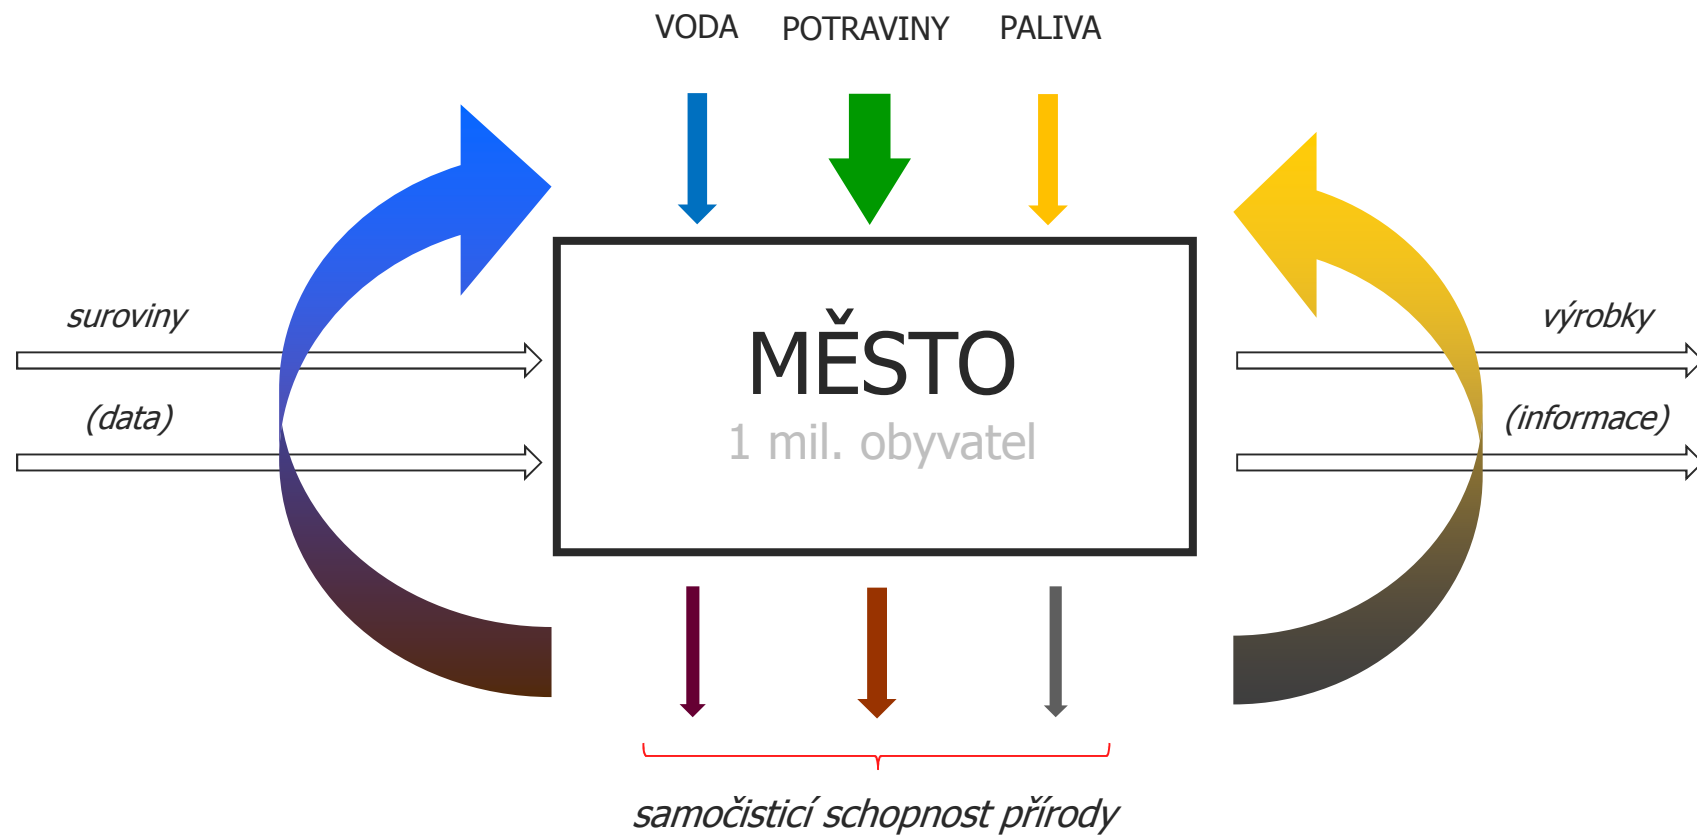 VODA POTRAVINY PALIVA
suroviny
výrobky
MĚSTO
(data)
(informace)
1 mil. obyvatel
samočisticí schopnost přírody